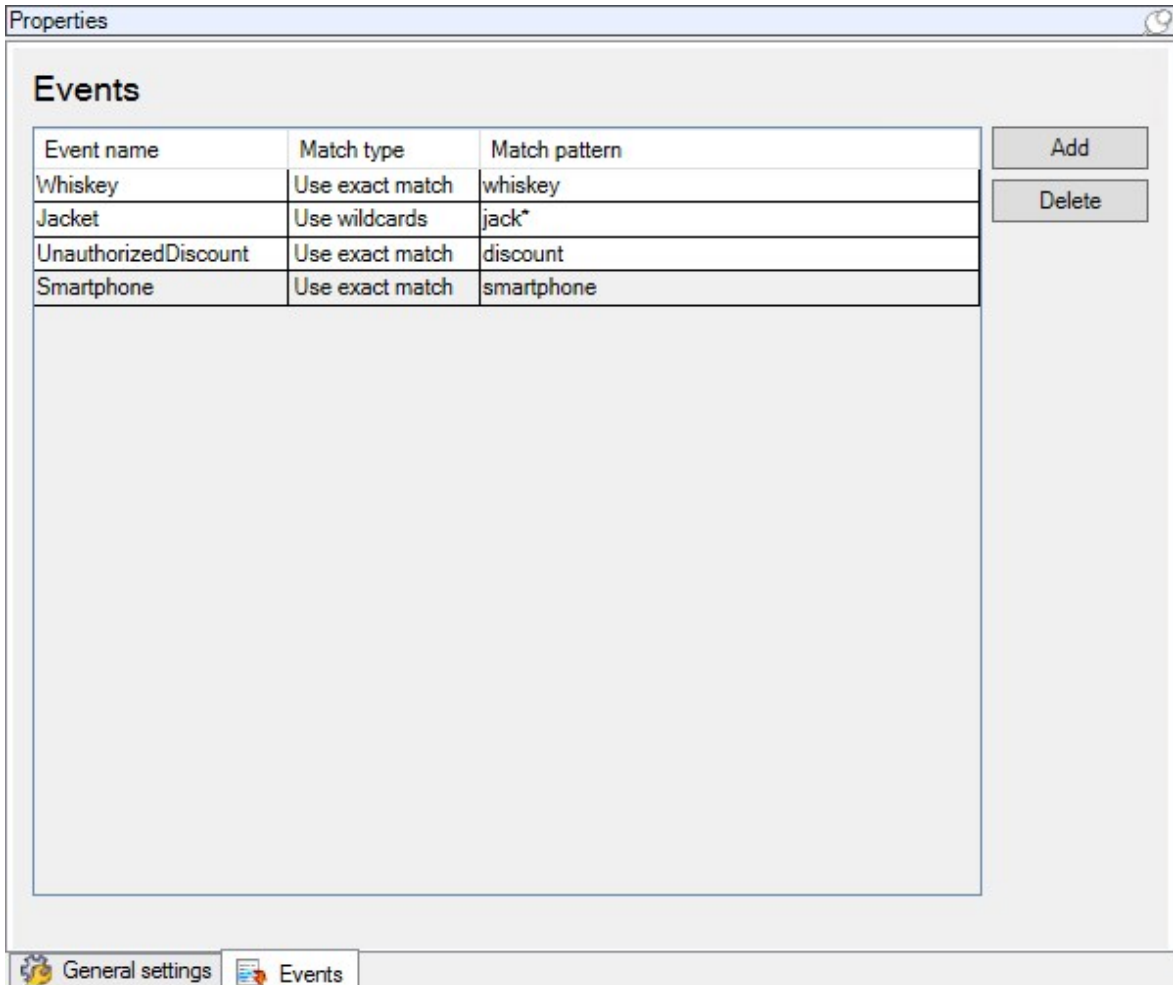 Properties
Events
Event name Match type Match pattern
Whiskey Use exact match whiskey
Jacket Use wildcards jack*
UnauthorizedDiscount Use exact match discount
Smartphone Use exact match smartphone
Add
Delete
General settings Events